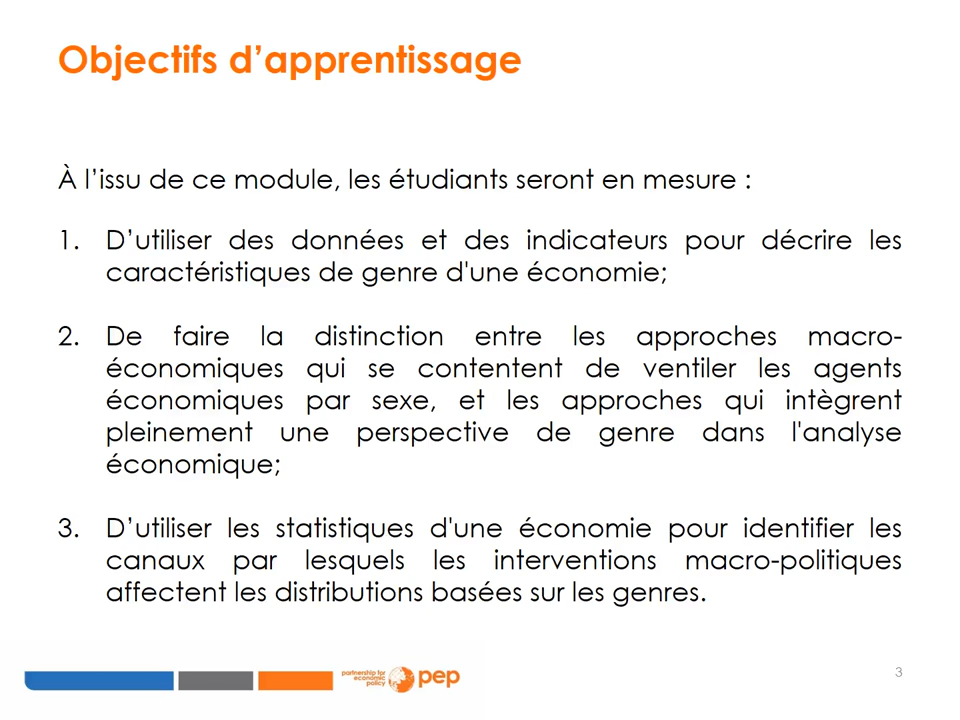 Objectifs d’apprentissage
À l’issu de ce module, les étudiants seront en mesure :
1. D’utiliser des données et des indicateurs pour décrire les
caractéristiques de genre d'une économie;
2. De faire la distinction entre les approches macro-
économiques qui se contentent de ventiler les agents
économiques par sexe, et les approches qui intègrent
pleinement une perspective de genre dans l'analyse
économique;
3. D’utiliser les statistiques d'une économie pour identifier les
canaux par lesquels les interventions macro-politiques
affectent les distributions basées sur les genres.
partnership for
economic
policy
pep
3